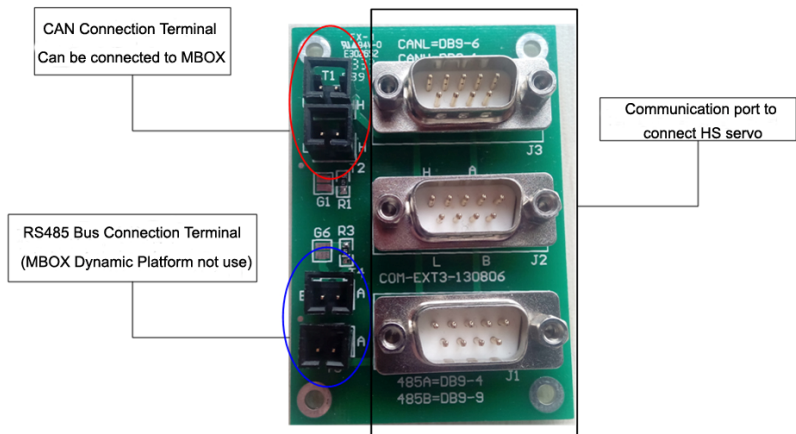 CAN Connection Terminal
Can be connected to MBOX
RS485 Bus Connection Terminal
(MBOX Dynamic Platform not use)
Communication port to
connect HS servo
CANL=DB9-6
T1
H
J3
H A
G1 R1
G6 R3
L B
J2
COM-EXT3-130806
A
A
J1
485A=DB9-4
485B=DB9-9